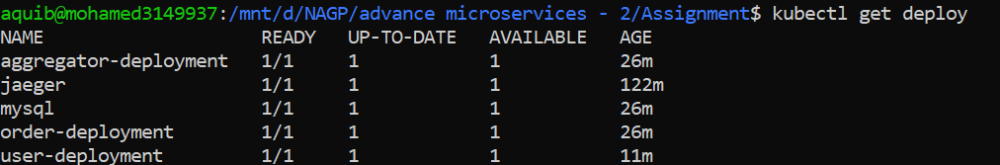 aquib@mohamed3149937:/mnt/d/NAGP/advance microservices - 2/Assignment$ kubectl get deploy
NAME READY UP-TO-DATE AVAILABLE AGE
aggregator-deployment 1/1 1 1 26m
jaeger 1/1 1 1 122m
mysql 1/1 1 1 26m
order-deployment 1/1 1 1 26m
user-deployment 1/1 1 1 11m